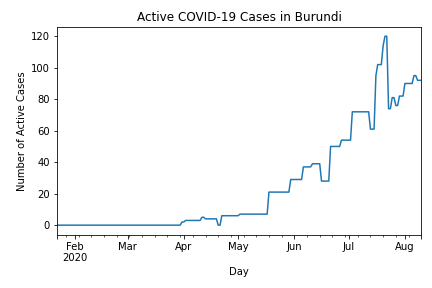 Active COVID-19 Cases in Burundi
120
100
80
60
40
20
0
Number of Active Cases
Feb Mar Apr May Jun Jul Aug
2020
Day